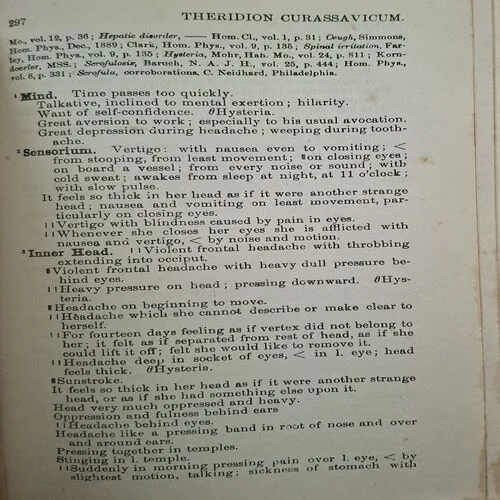 297 THERIDION CURASSAVICUM.
Mo., vol. 12, p. 36; Hepatic disorder, —— Hom. Cl., vol. 1, p. 31; Cough, Simmons,
Hom. Phys., Dec., 1889; Clark, Hom. Phys., vol. 9, p. 135; Spinal irritation, Far-
ley, Hom. Phys., vol. 9, p. 135; Hysteria, Mohr, Hah. Mo., vol. 24, p. 811; Korn-
doerfer, MSS.; Scrofulosis, Baruch, N. A. J. H., vol. 25, p. 444; Hom. Phys.,
vol. 8, p. 331; Scrofula, corroborations, C. Neidhard, Philadelphia.
¹ Mind. Time passes too quickly.
Talkative, inclined to mental exertion; hilarity.
Want of self-confidence. θHysteria.
Great aversion to work; especially to his usual avocation.
Great depression during headache; weeping during tooth-
ache.
² Sensorium. Vertigo: with nausea even to vomiting; <
from stooping, from least movement; ∎on closing eyes;
on board a vessel; from every noise or sound; with
cold sweat; awakes from sleep at night, at 11 o'clock;
with slow pulse.
It feels so thick in her head as if it were another strange
head; nausea and vomiting on least movement, par-
ticularly on closing eyes.
||Vertigo with blindness caused by pain in eyes.
||Whenever she closes her eyes she is afflicted with
nausea and vertigo, < by noise and motion.
³ Inner Head. ||Violent frontal headache with throbbing
extending into occiput.
∎Violent frontal headache with heavy dull pressure be-
hind eyes.
||Heavy pressure on head; pressing downward. θHys-
teria.
∎Headache on beginning to move.
||Headache which she cannot describe or make clear to
herself.
||For fourteen days feeling as if vertex did not belong to
her; it felt as if separated from rest of head, as if she
could lift it off; felt she would like to remove it.
||Headache deep in socket of eyes, < in l. eye; head
feels thick. θHysteria.
∎Sunstroke.
It feels so thick in her head as if it were another strange
head, or as if she had something else upon it.
Head very much oppressed and heavy.
Oppression and fulness behind ears
||Headache behind eyes.
Headache like a pressing band in root of nose and over
and around ears.
Pressing together in temples.
Stinging in l. temple.
||Suddenly in morning pressing pain over l. eye, < by
slightest motion, talking; sickness of stomach with